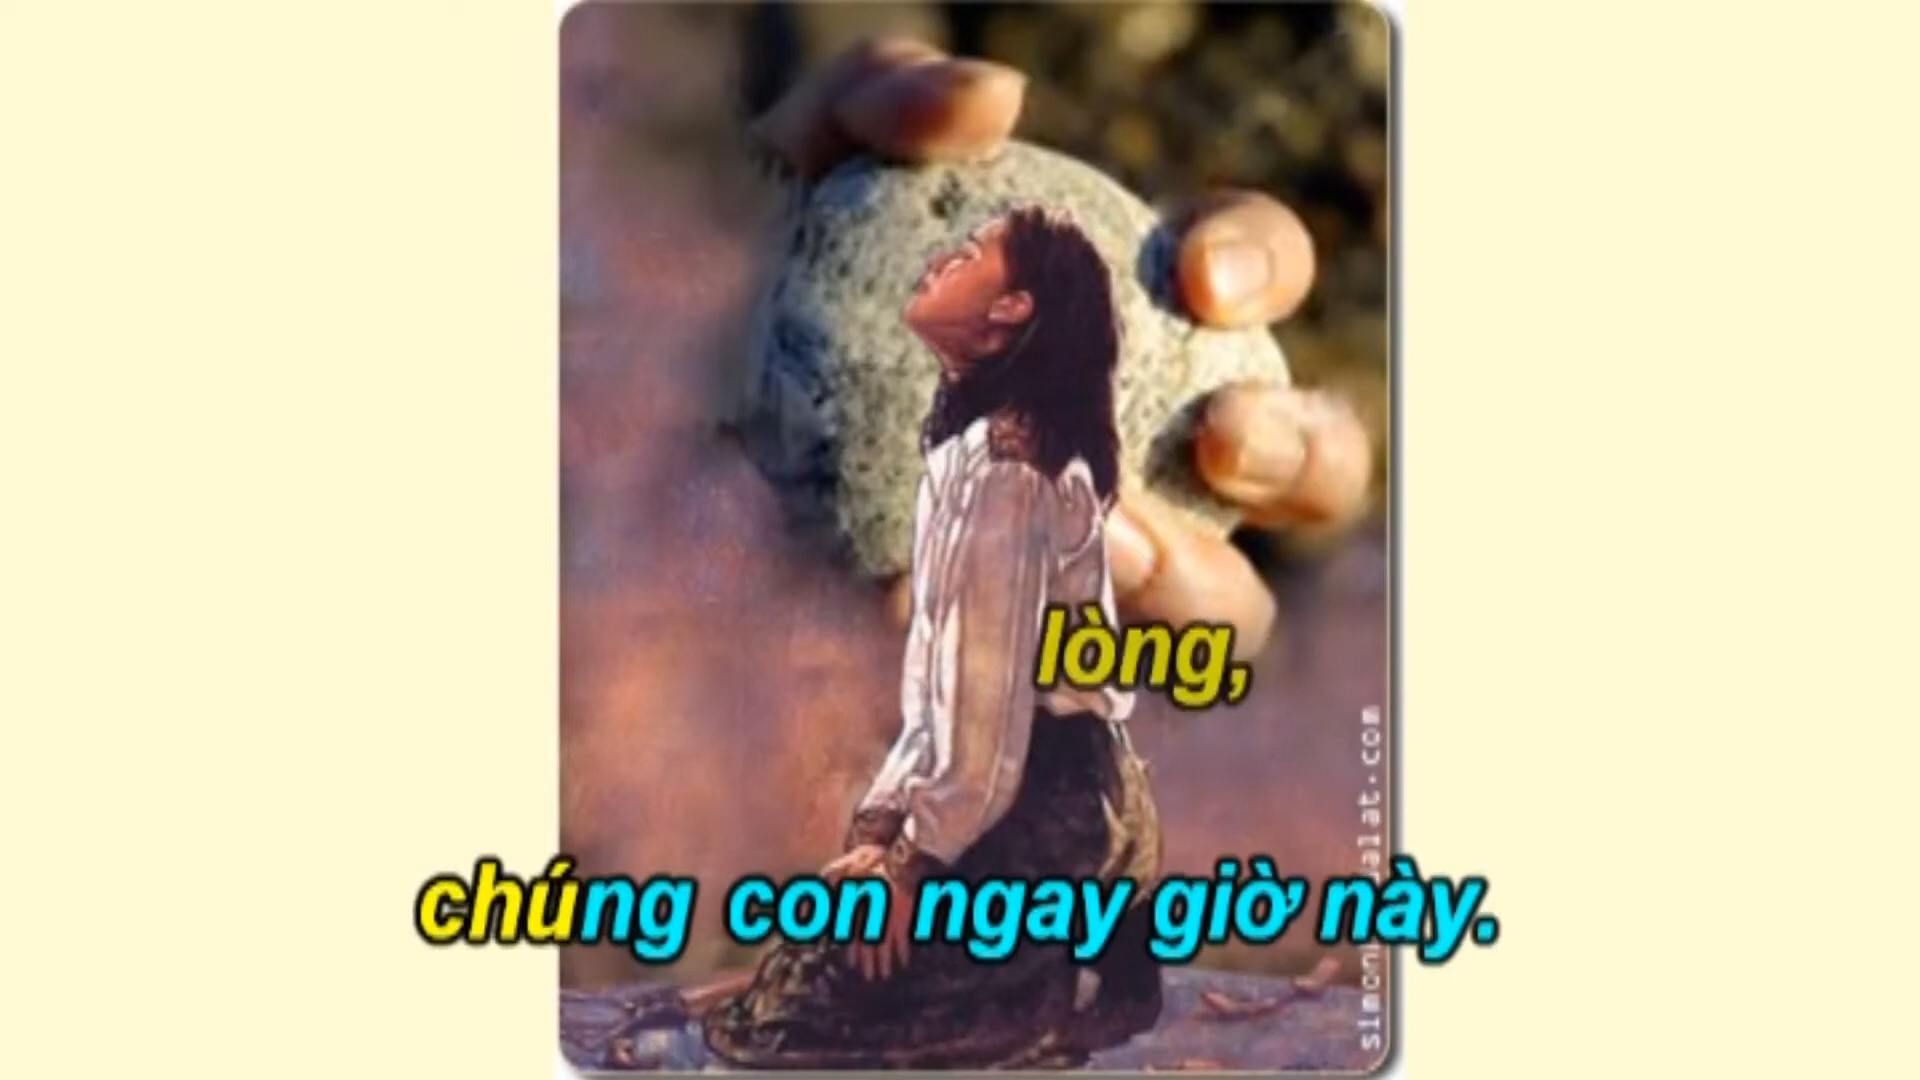 lòng,
chúng con ngay giờ này.